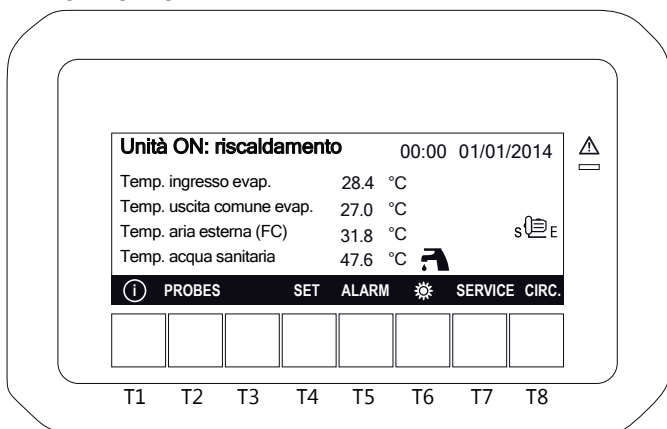 Unità ON: riscaldamento 00:00 01/01/2014
Temp. ingresso evap. 28.4 °C
Temp. uscita comune evap. 27.0 °C
Temp. aria esterna (FC) 31.8 °C S E
Temp. acqua sanitaria 47.6 °C
i PROBES SET ALARM SERVICE CIRC.
T1 T2 T3 T4 T5 T6 T7 T8